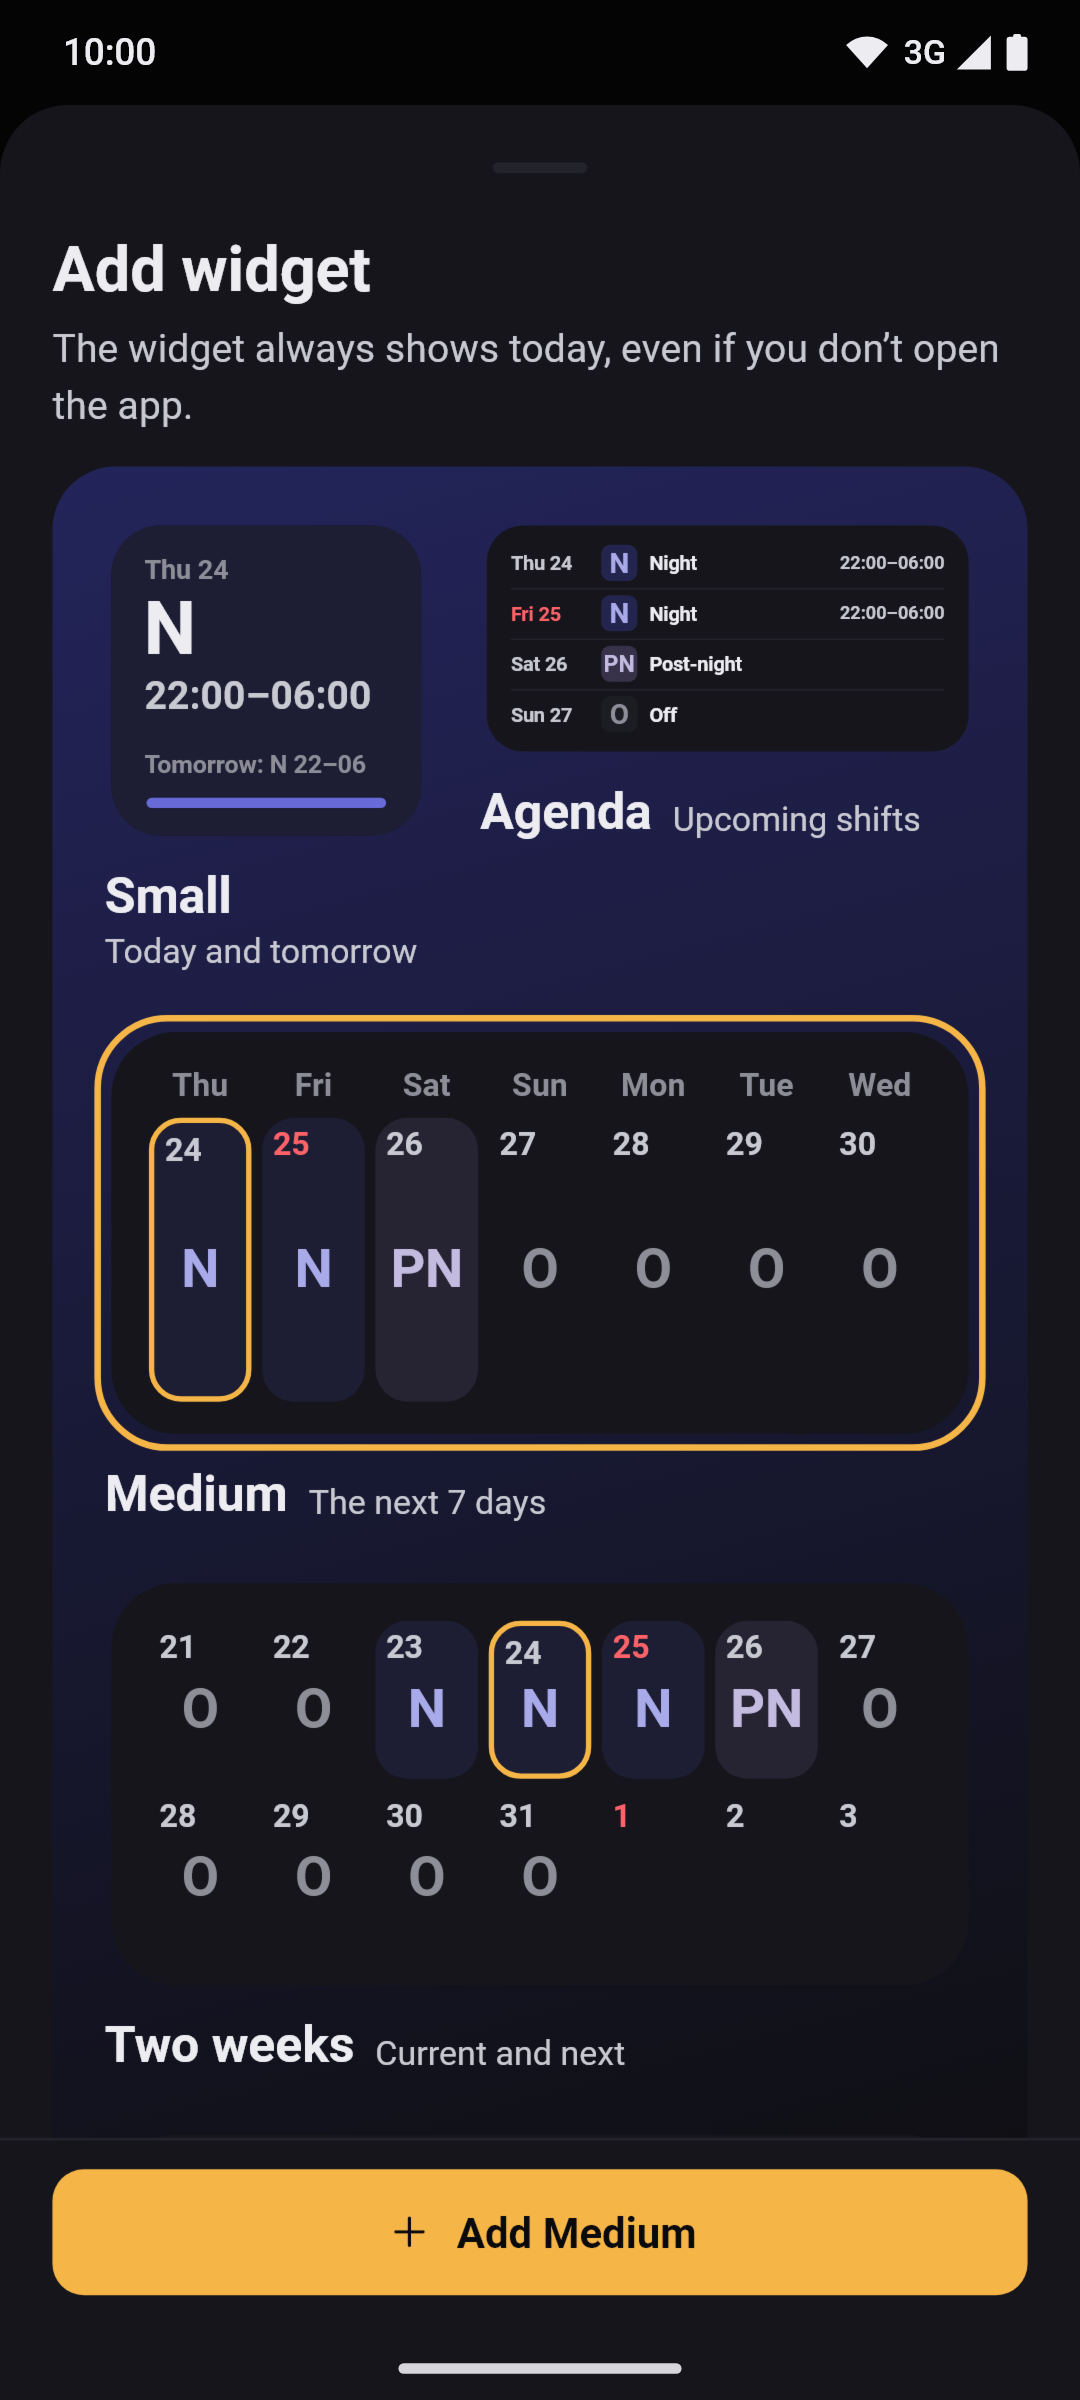 10:00
3G
Add widget
The widget always shows today, even if you don’t open
the app.
Thu 24
N
22:00–06:00
Tomorrow: N 22–06
Small
Today and tomorrow
Thu 24 N Night 22:00–06:00
Fri 25 N Night 22:00–06:00
Sat 26 PN Post-night
Sun 27 O Off
Agenda Upcoming shifts
Thu Fri Sat Sun Mon Tue Wed
24 25 26 27 28 29 30
N N PN O O O O
Medium The next 7 days
21 22 23 24 25 26 27
O O N N N PN O
28 29 30 31 1 2 3
O O O O
Two weeks Current and next
+ Add Medium